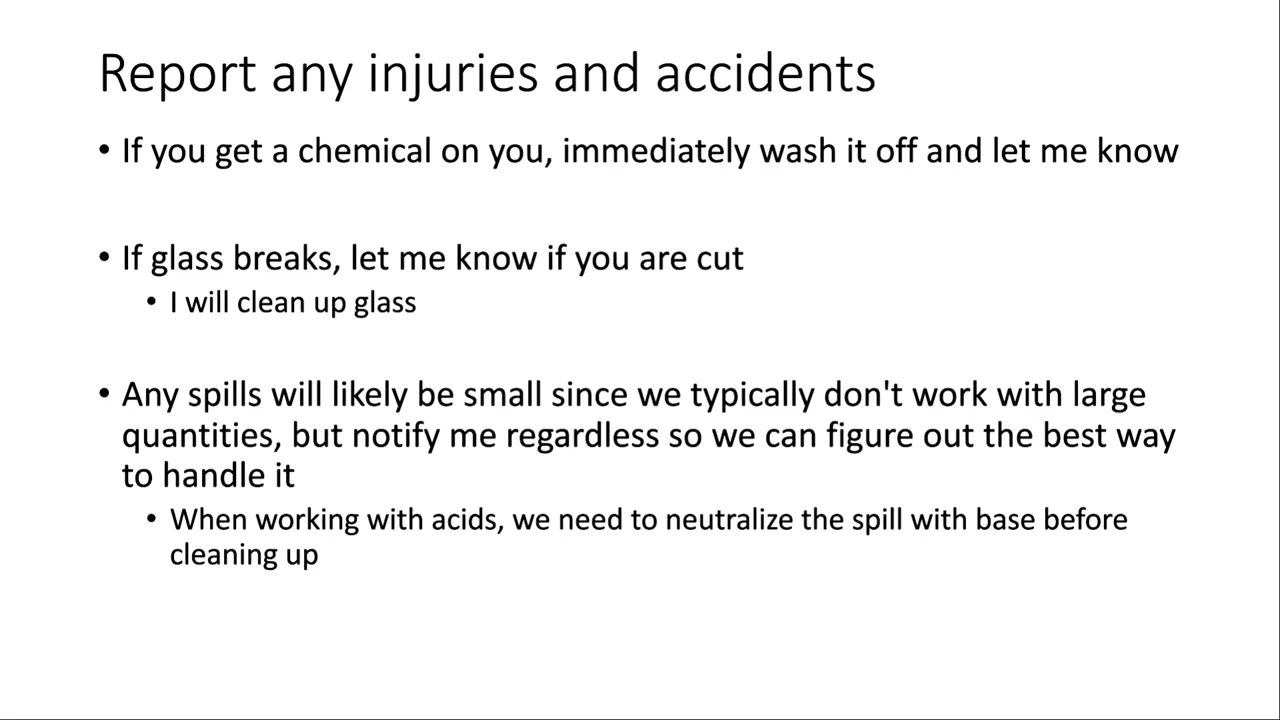 Report any injuries and accidents
• If you get a chemical on you, immediately wash it off and let me know
• If glass breaks, let me know if you are cut
• I will clean up glass
• Any spills will likely be small since we typically don't work with large
quantities, but notify me regardless so we can figure out the best way
to handle it
• When working with acids, we need to neutralize the spill with base before
cleaning up